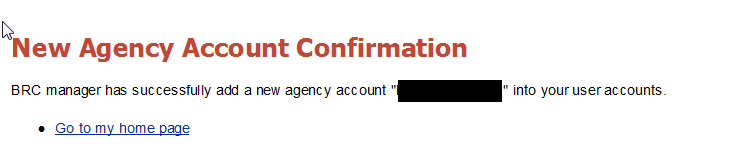 New Agency Account Confirmation
BRC manager has successfully add a new agency account "" into your user accounts.
Go to my home page